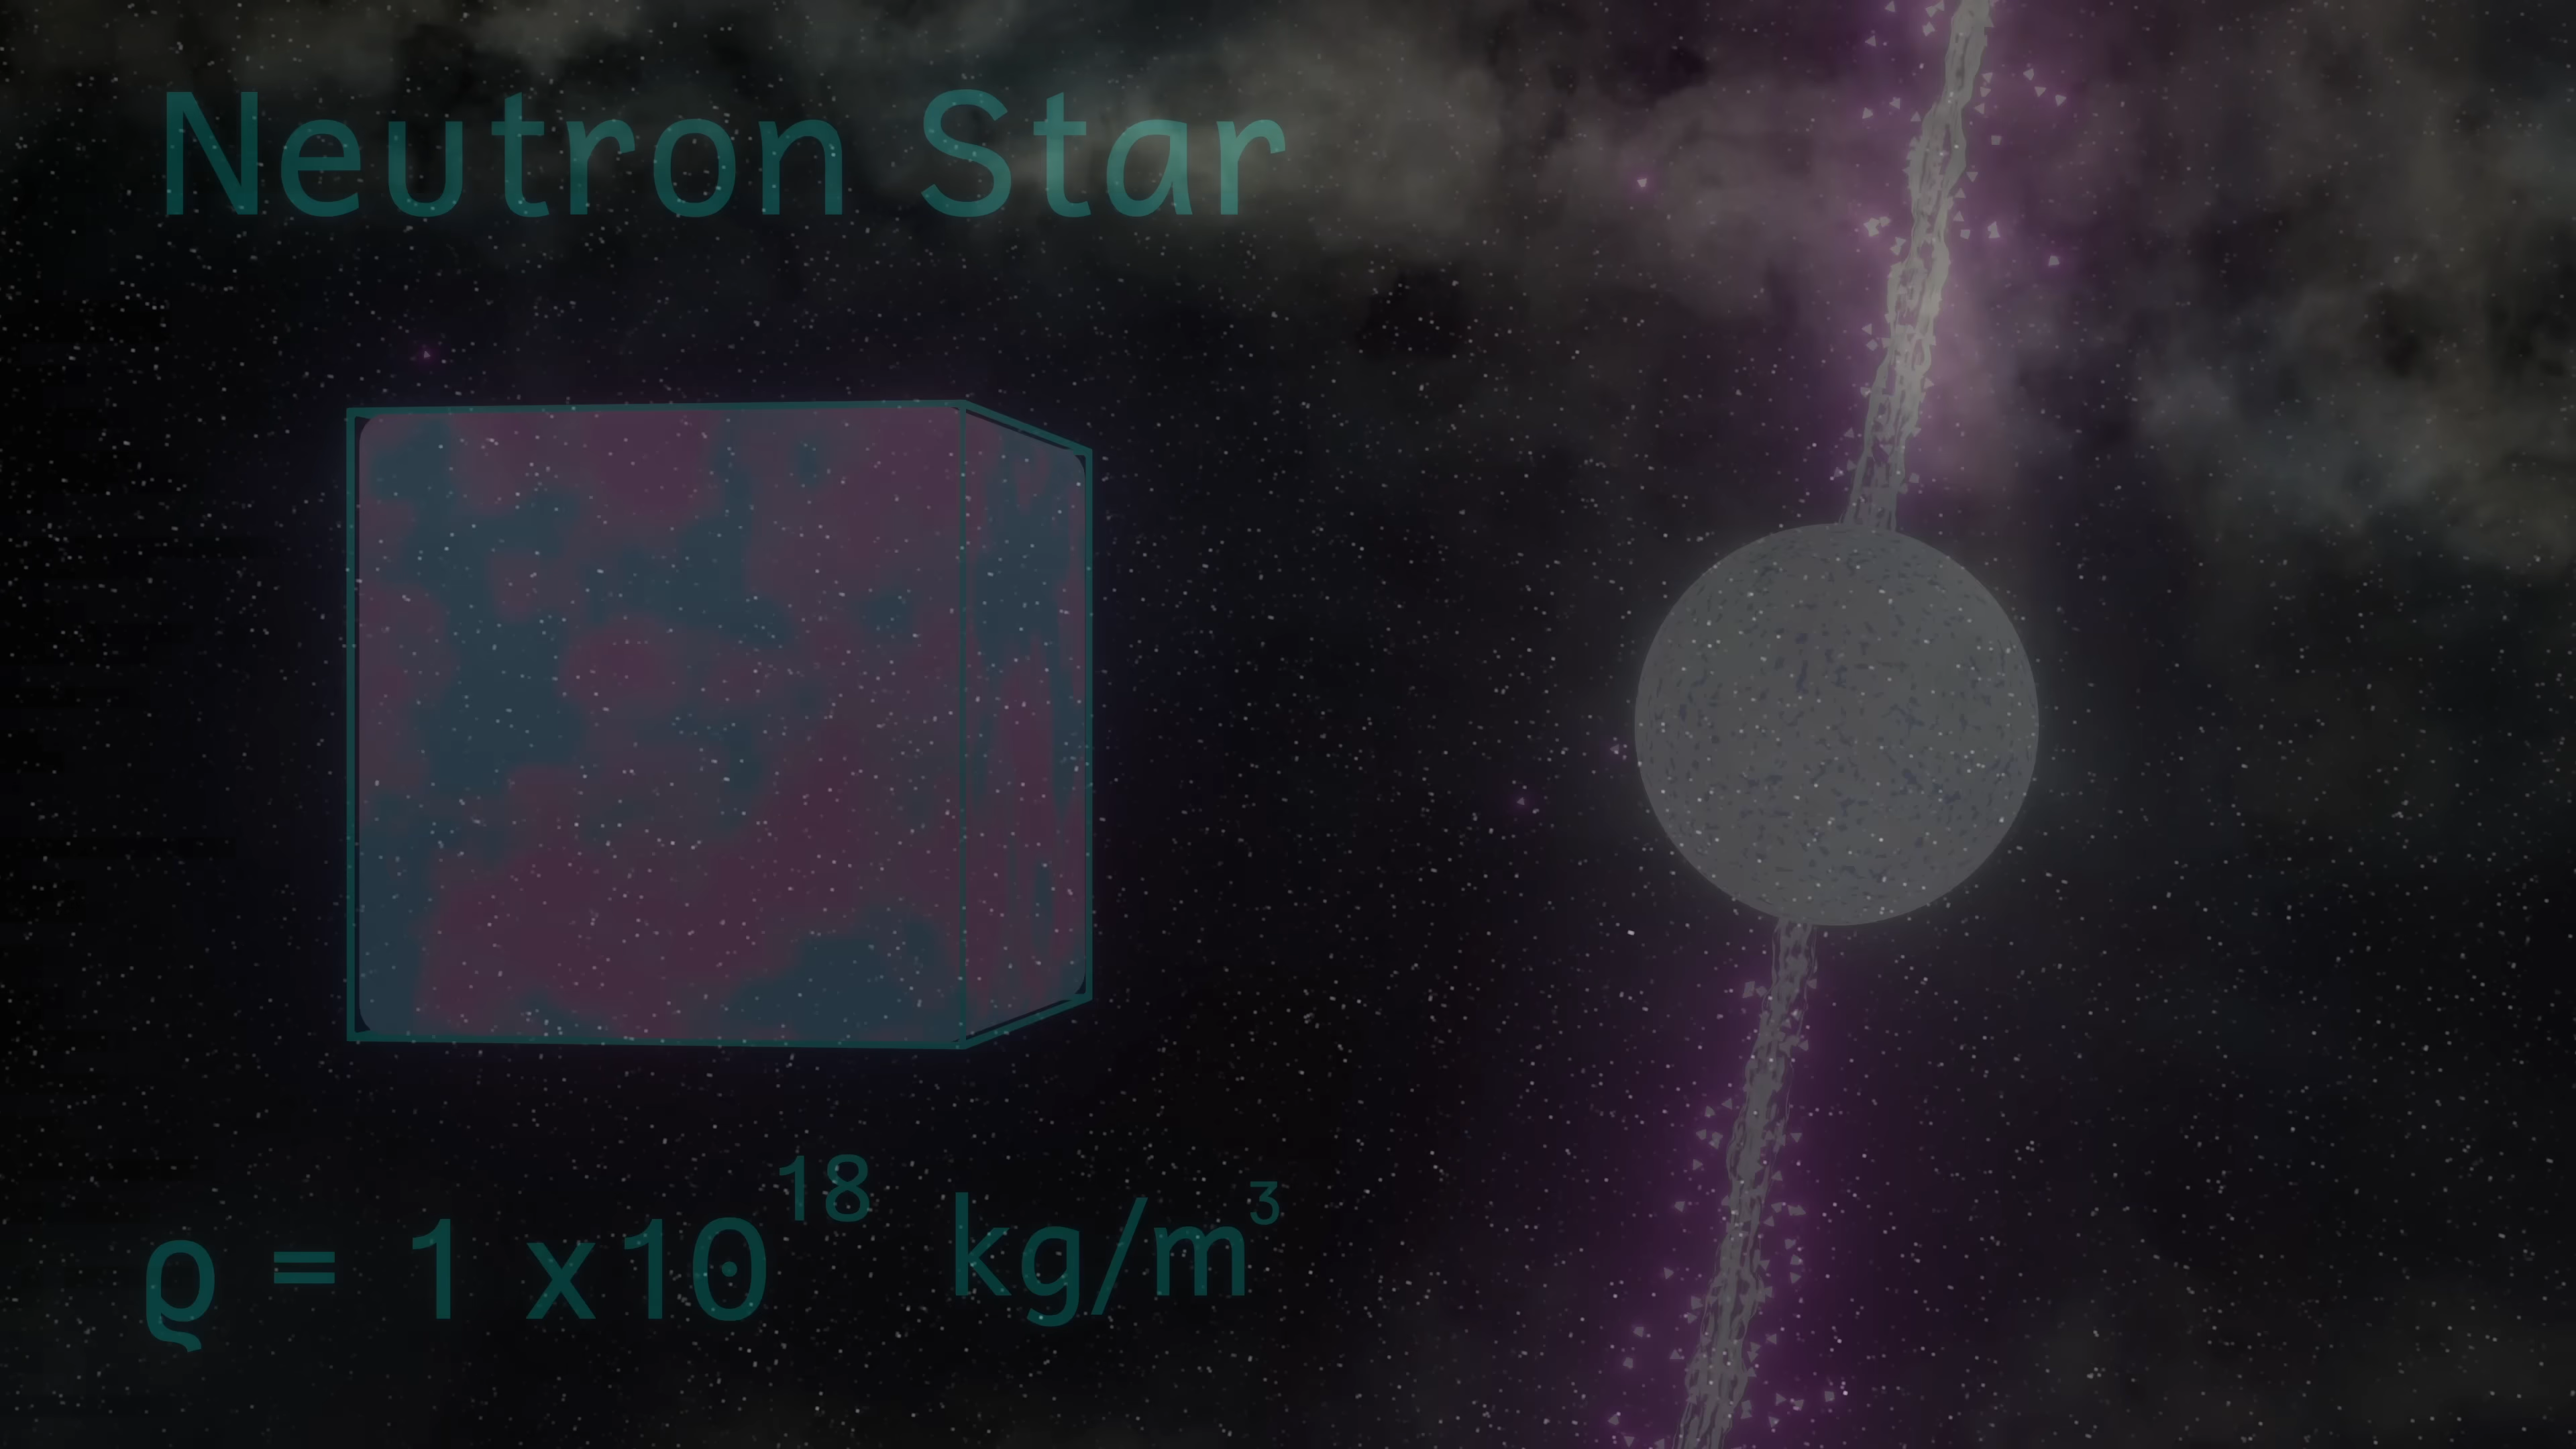 Neutron Star
ϱ = 1 x10¹⁸ kg/m³